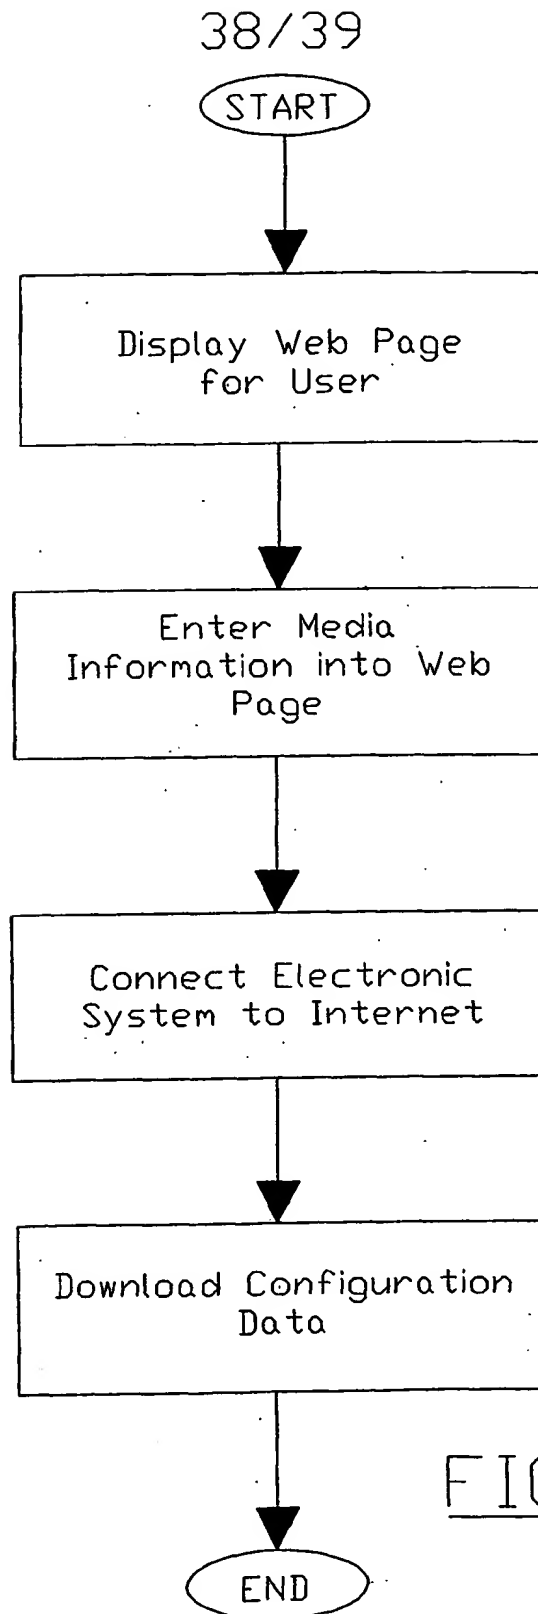 38/39
START
Display Web Page
for User
Enter Media
Information into Web
Page
Connect Electronic
System to Internet
Download Configuration
Data
END